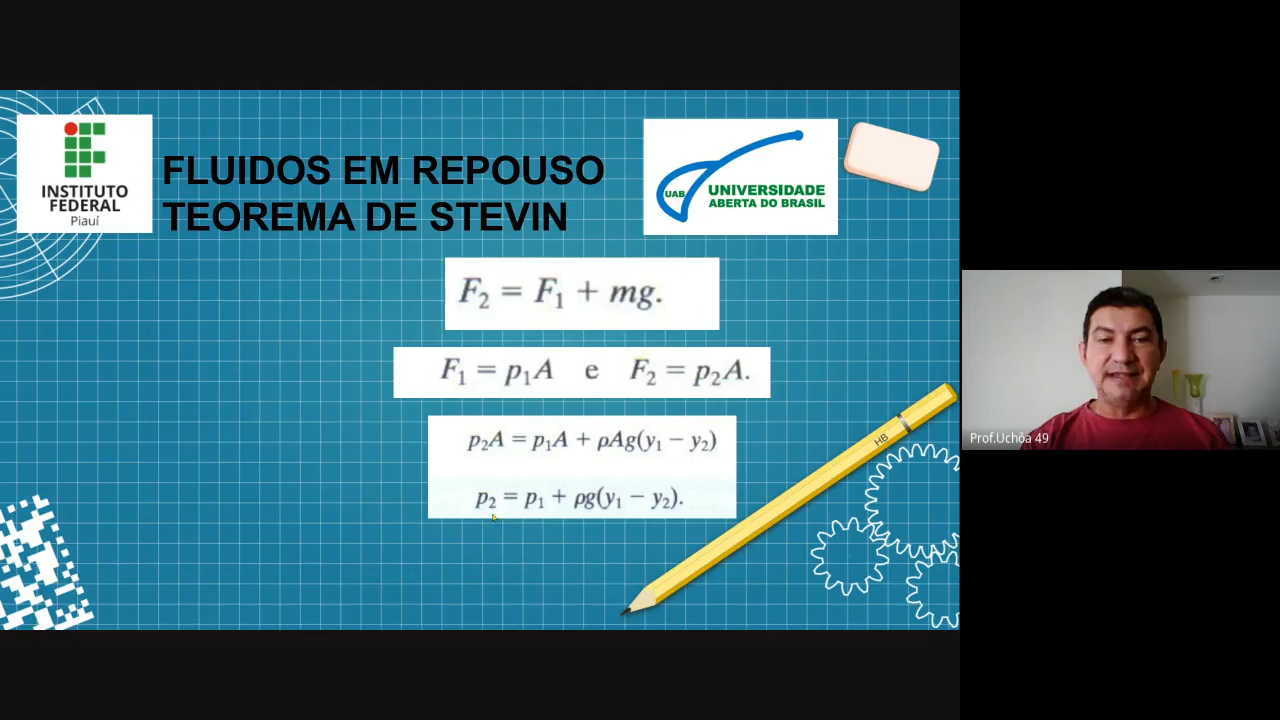 INSTITUTO
FEDERAL
Piauí
FLUIDOS EM REPOUSO
TEOREMA DE STEVIN
UAB
UNIVERSIDADE
ABERTA DO BRASIL
F₂ = F₁ + mg.
F₁ = p₁A e F₂ = p₂A.
p₂A = p₁A + ρAg(y₁ − y₂)
p₂ = p₁ + ρg(y₁ − y₂).
HB
Prof.Uchôa 49